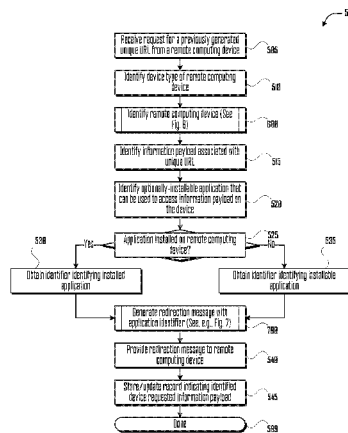 5
Receive request for a previously generated
unique URL from a remote computing device
505
Identify device type of remote computing
device
510
Identify remote computing device (See
Fig. 6)
600
Identify information payload associated with
unique URL
515
Identify optionally-installable application that
can be used to access information payload on
the device
520
525
Application installed on remote computing
device?
Yes
No
530
535
Obtain identifier identifying installed
application
Obtain identifier identifying installable
application
Generate redirection message with
application identifier (See, e.g., Fig. 7)
700
Provide redirection message to remote
computing device
540
Store/update record indicating identified
device requested information payload
545
Done
599